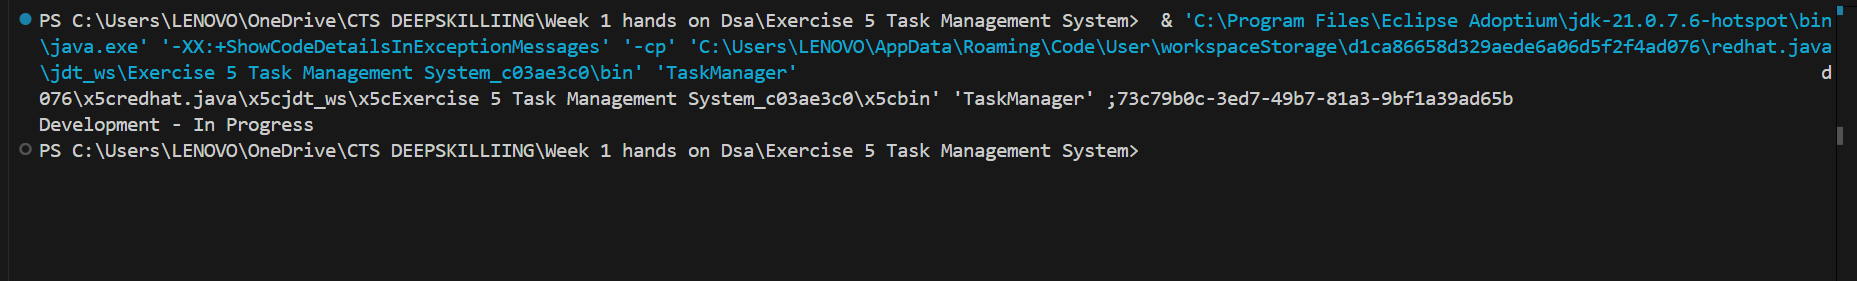 PS C:\Users\LENOVO\OneDrive\CTS DEEPSKILLIING\Week 1 hands on Dsa\Exercise 5 Task Management System>  & 'C:\Program Files\Eclipse Adoptium\jdk-21.0.7.6-hotspot\bin
\java.exe' '-XX:+ShowCodeDetailsInExceptionMessages' '-cp' 'C:\Users\LENOVO\AppData\Roaming\Code\User\workspaceStorage\d1ca86658d329aede6a06d5f2f4ad076\redhat.java
\jdt_ws\Exercise 5 Task Management System_c03ae3c0\bin' 'TaskManager' d
076\x5credhat.java\x5cjdt_ws\x5cExercise 5 Task Management System_c03ae3c0\x5cbin' 'TaskManager' ;73c79b0c-3ed7-49b7-81a3-9bf1a39ad65b
Development - In Progress
PS C:\Users\LENOVO\OneDrive\CTS DEEPSKILLIING\Week 1 hands on Dsa\Exercise 5 Task Management System>